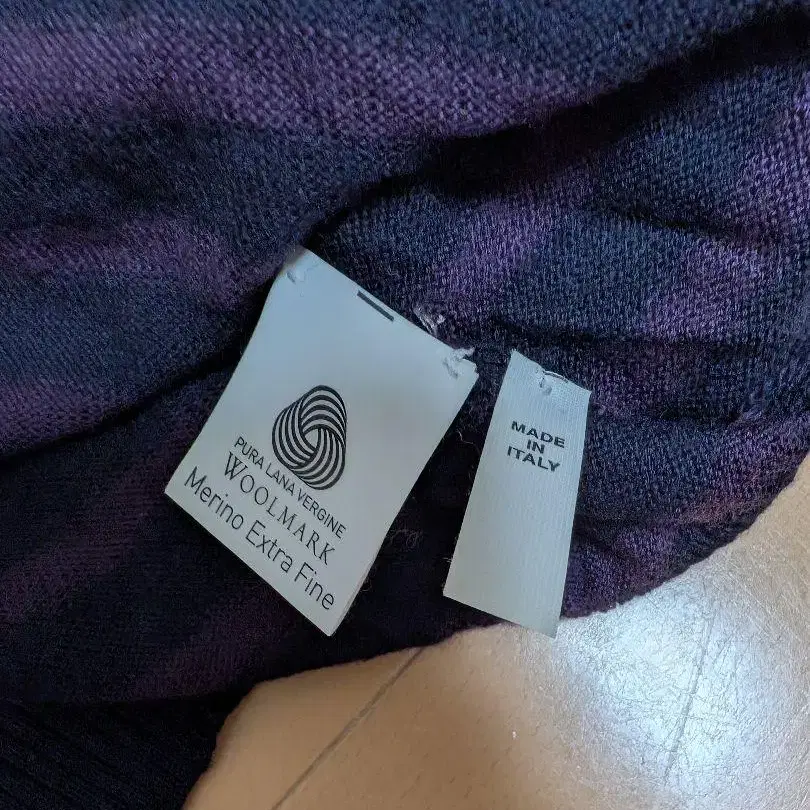 PURA LANA VERGINE
WOOLMARK
Merino Extra Fine
MADE
IN
ITALY